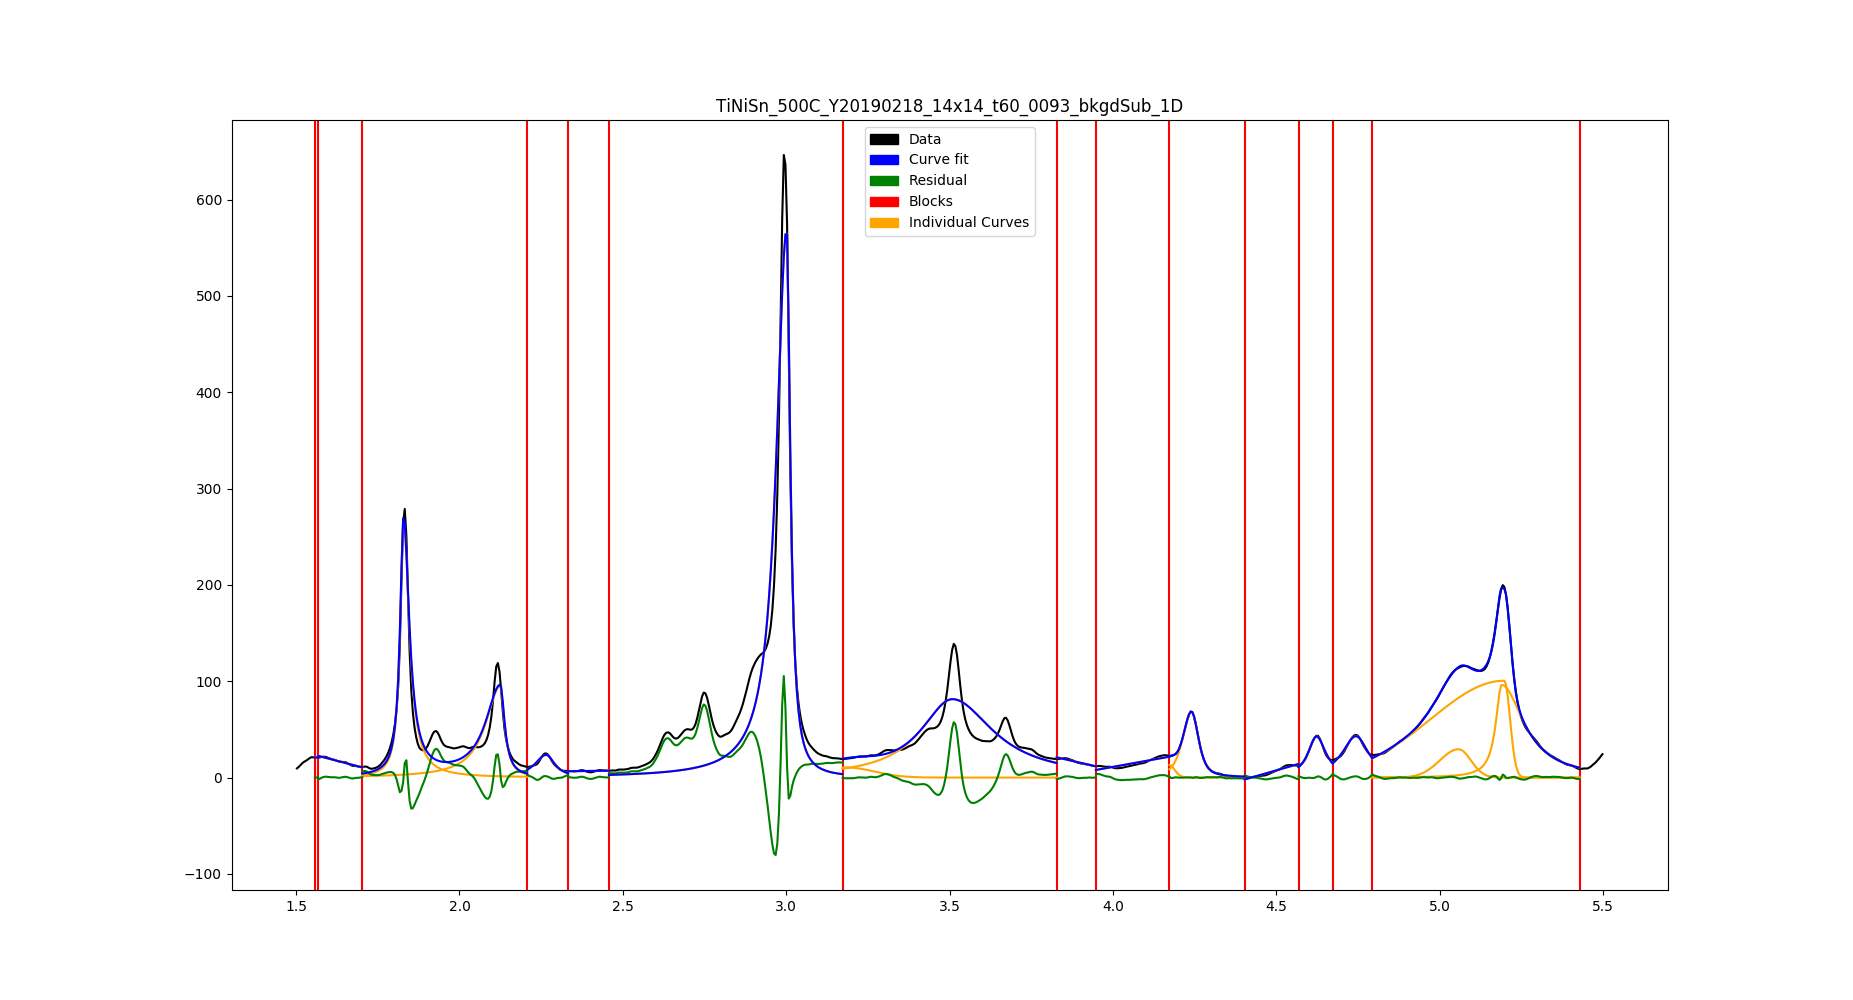 TiNiSn_500C_Y20190218_14x14_t60_0093_bkgdSub_1D
Data
Curve fit
Residual
Blocks
Individual Curves
600
500
400
300
200
100
0
−100
1.5 2.0 2.5 3.0 3.5 4.0 4.5 5.0 5.5